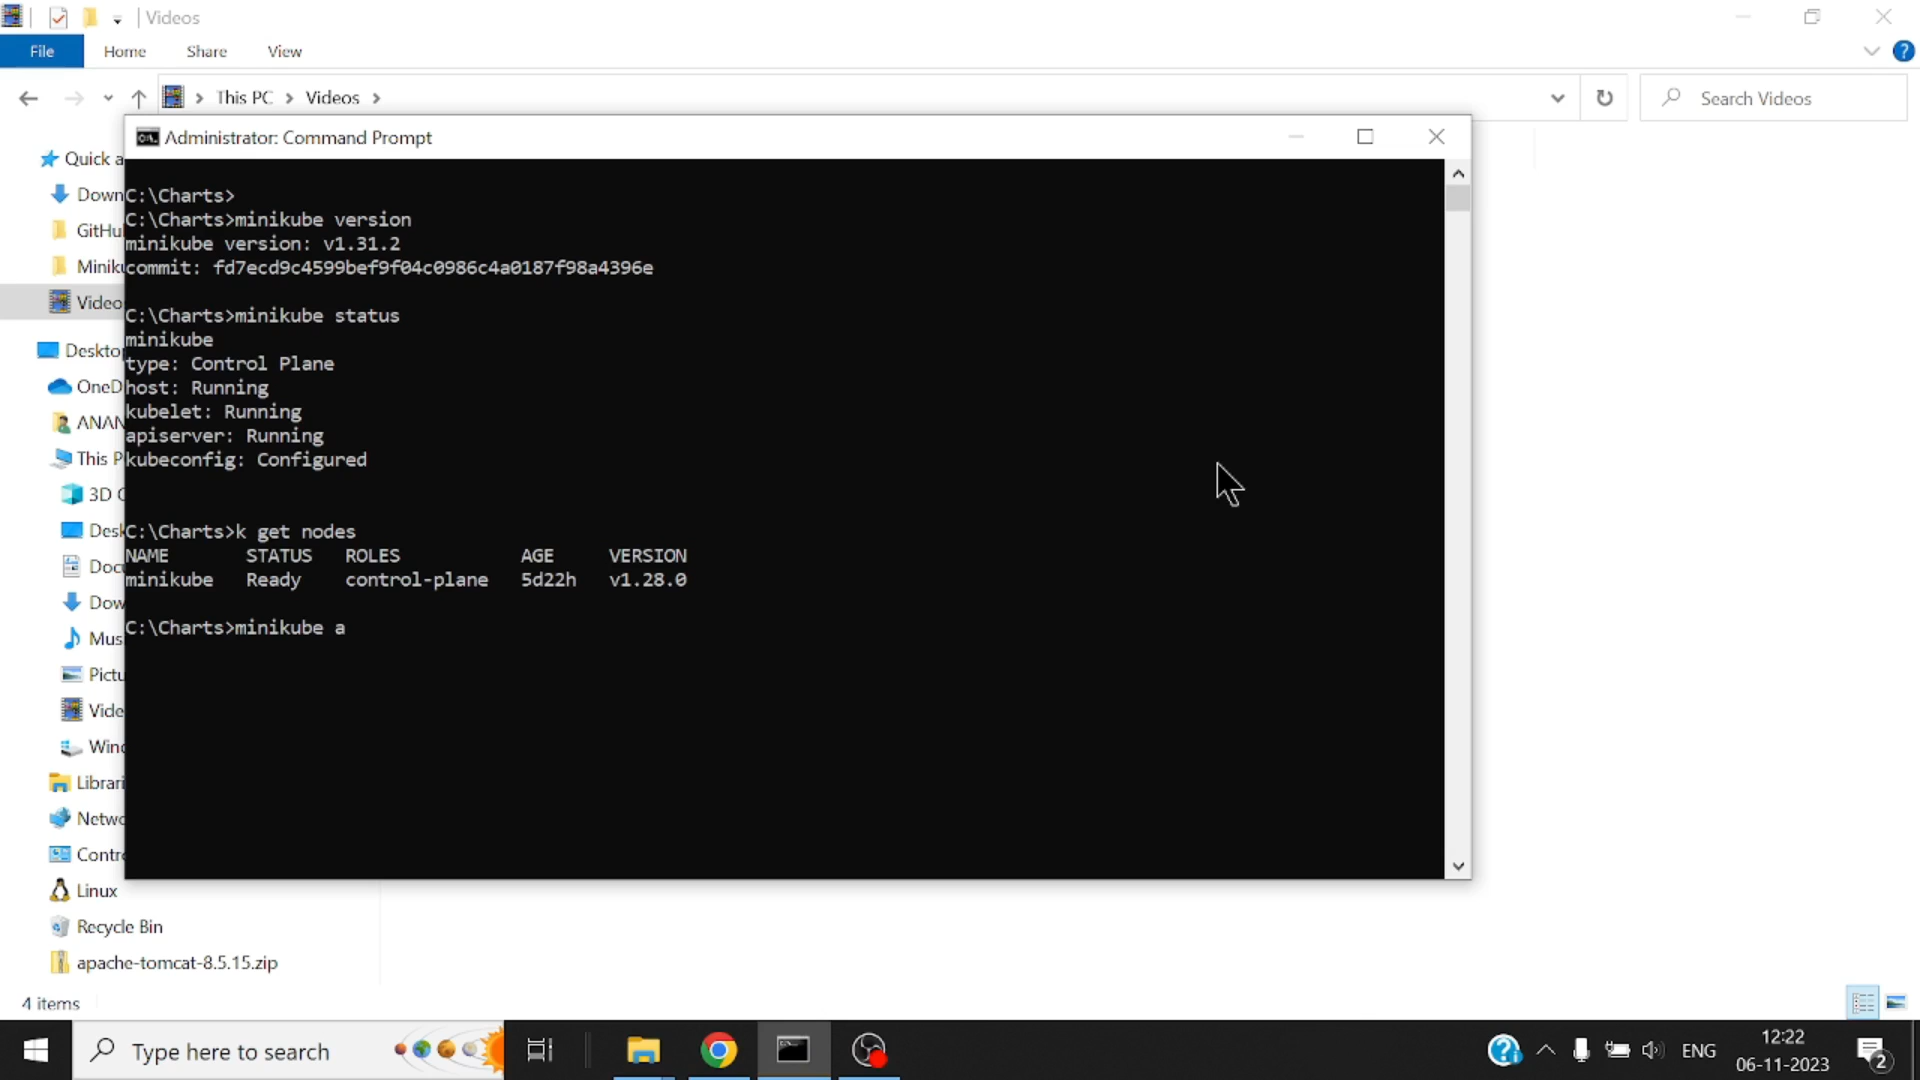 Videos
File Home Share View
This PC > Videos >
Search Videos
Administrator: Command Prompt
Quick a
Down
GitHu
Minik
Video
Deskto
OneD
ANAN
This P
3D O
Desk
Doc
Dow
Mus
Pictu
Vide
Wind
Librari
Netwo
Contr
Linux
Recycle Bin
apache-tomcat-8.5.15.zip
C:\Charts>
C:\Charts>minikube version
minikube version: v1.31.2
commit: fd7ecd9c4599bef9f04c0986c4a0187f98a4396e
C:\Charts>minikube status
minikube
type: Control Plane
host: Running
kubelet: Running
apiserver: Running
kubeconfig: Configured
C:\Charts>k get nodes
NAME STATUS ROLES AGE VERSION
minikube Ready control-plane 5d22h v1.28.0
C:\Charts>minikube a
4 items
Type here to search
ENG
12:22
06-11-2023
2